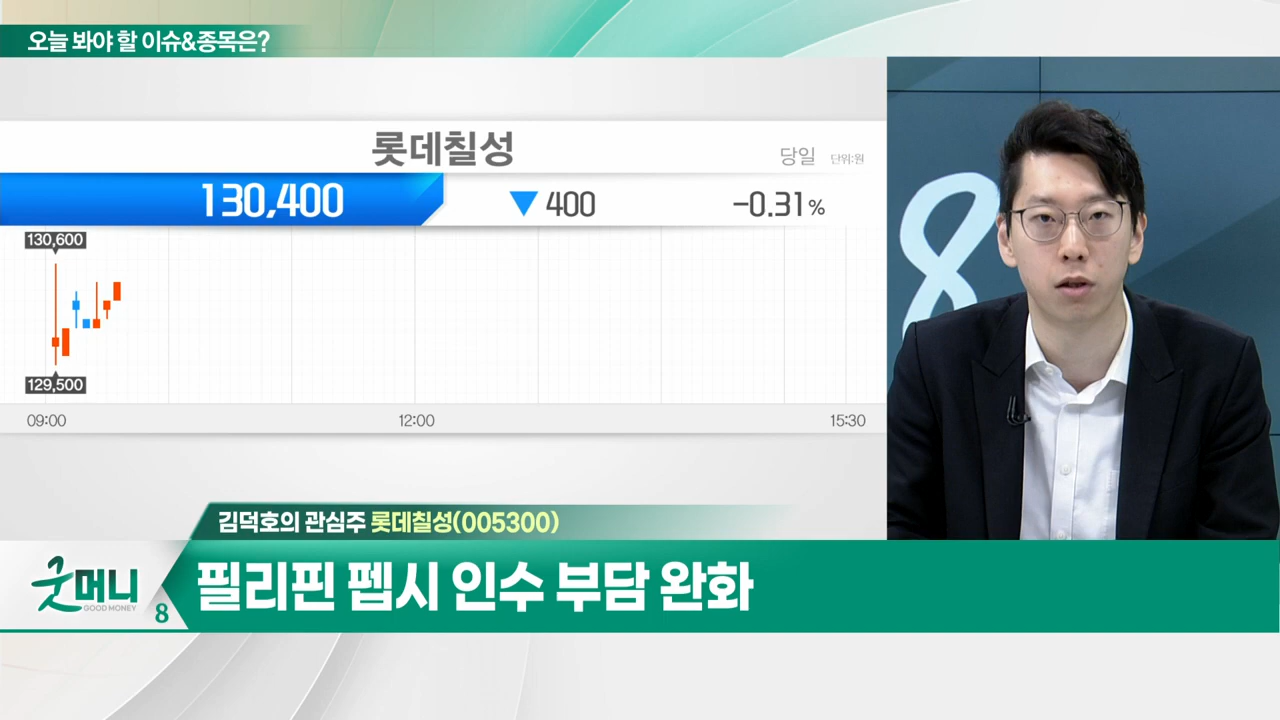 오늘 봐야 할 이슈&종목은?
롯데칠성
당일 단위:원
130,400 ▼400 -0.31%
130,600
129,500
09:00 12:00 15:30
김덕호의 관심주 롯데칠성(005300)
필리핀 펩시 인수 부담 완화
굿머니
GOOD MONEY
8
8